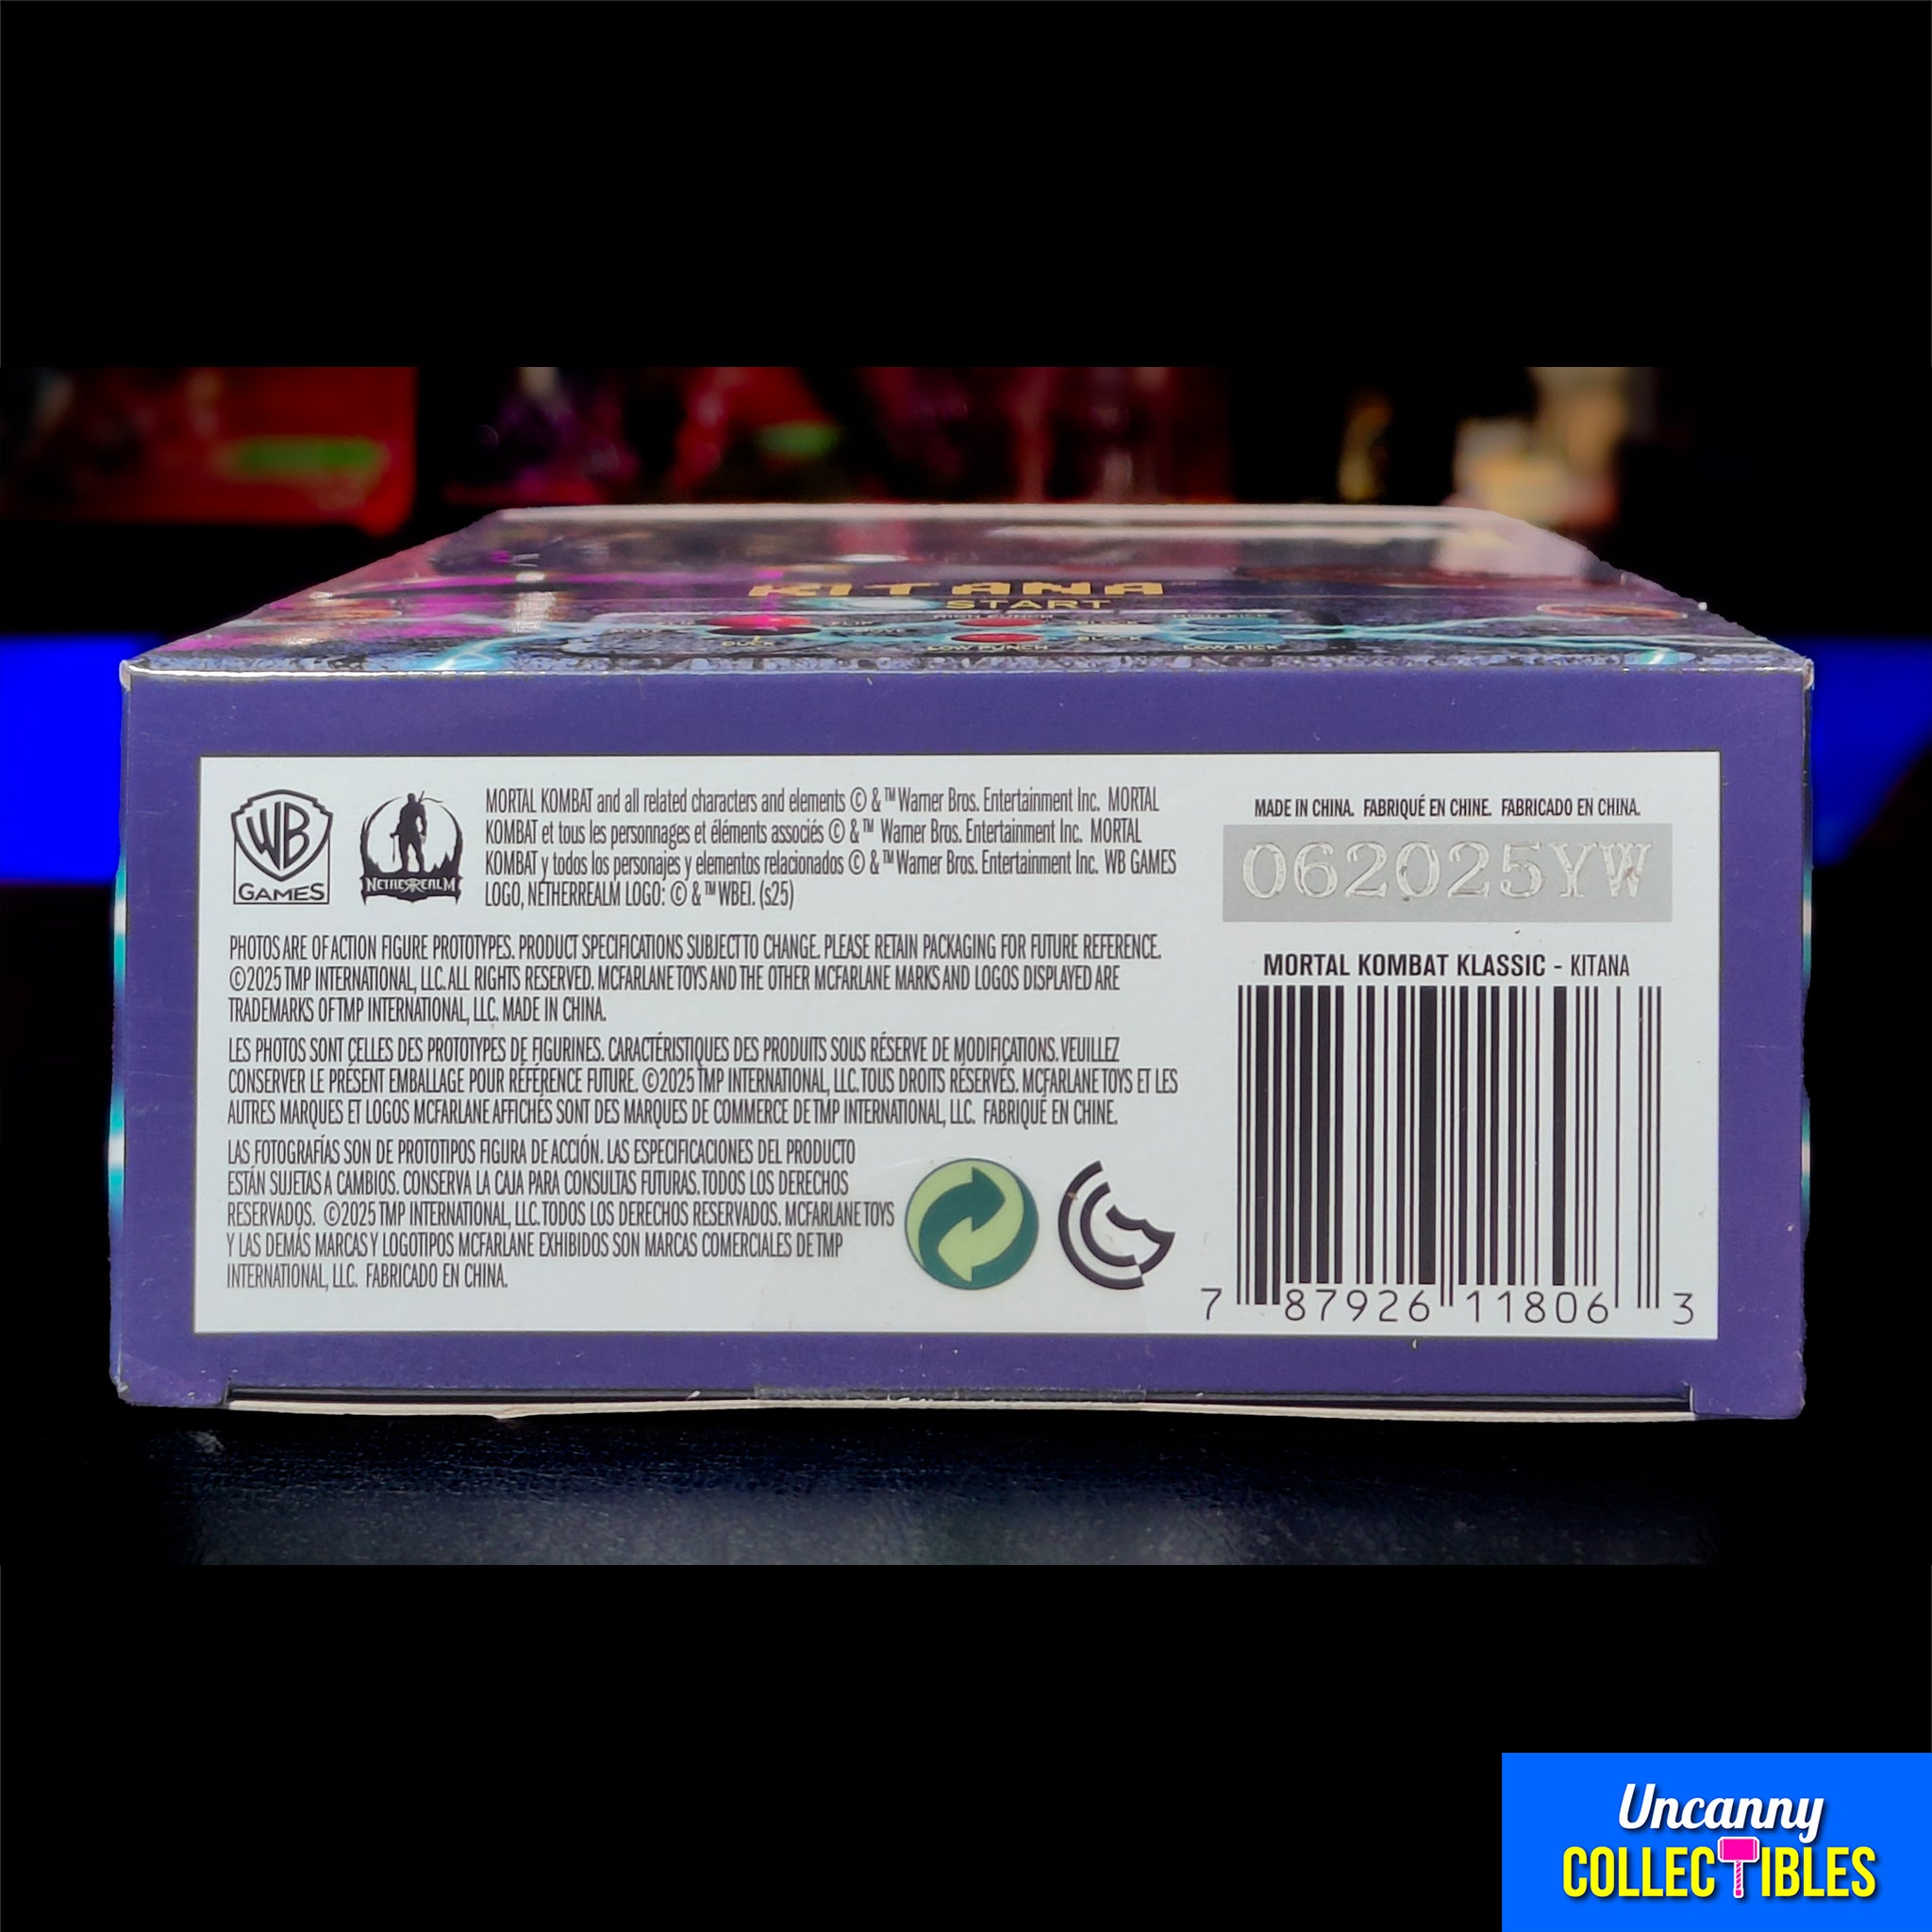 KITANA
START
BLOCK
DUCK
LOW PUNCH
BLOCK
LOW KICK
WB
GAMES
NETHERREALM
MORTAL KOMBAT and all related characters and elements © & ™ Warner Bros. Entertainment Inc. MORTAL
KOMBAT et tous les personnages et éléments associés © & ™ Warner Bros. Entertainment Inc. MORTAL
KOMBAT y todos los personajes y elementos relacionados © & ™ Warner Bros. Entertainment Inc. WB GAMES
LOGO, NETHERREALM LOGO: © & ™ WBEI. (s25)
PHOTOS ARE OF ACTION FIGURE PROTOTYPES. PRODUCT SPECIFICATIONS SUBJECT TO CHANGE. PLEASE RETAIN PACKAGING FOR FUTURE REFERENCE.
©2025 TMP INTERNATIONAL, LLC. ALL RIGHTS RESERVED. MCFARLANE TOYS AND THE OTHER MCFARLANE MARKS AND LOGOS DISPLAYED ARE
TRADEMARKS OF TMP INTERNATIONAL, LLC. MADE IN CHINA.
LES PHOTOS SONT CELLES DES PROTOTYPES DE FIGURINES. CARACTÉRISTIQUES DES PRODUITS SOUS RÉSERVE DE MODIFICATIONS. VEUILLEZ
CONSERVER LE PRÉSENT EMBALLAGE POUR RÉFÉRENCE FUTURE. ©2025 TMP INTERNATIONAL, LLC. TOUS DROITS RÉSERVÉS. MCFARLANE TOYS ET LES
AUTRES MARQUES ET LOGOS MCFARLANE AFFICHÉS SONT DES MARQUES DE COMMERCE DE TMP INTERNATIONAL, LLC. FABRIQUÉ EN CHINE.
LAS FOTOGRAFÍAS SON DE PROTOTIPOS FIGURA DE ACCIÓN. LAS ESPECIFICACIONES DEL PRODUCTO
ESTÁN SUJETAS A CAMBIOS. CONSERVA LA CAJA PARA CONSULTAS FUTURAS. TODOS LOS DERECHOS
RESERVADOS. ©2025 TMP INTERNATIONAL, LLC. TODOS LOS DERECHOS RESERVADOS. MCFARLANE TOYS
Y LAS DEMÁS MARCAS Y LOGOTIPOS MCFARLANE EXHIBIDOS SON MARCAS COMERCIALES DE TMP
INTERNATIONAL, LLC. FABRICADO EN CHINA.
MADE IN CHINA. FABRIQUÉ EN CHINE. FABRICADO EN CHINA.
062025YW
MORTAL KOMBAT KLASSIC - KITANA
7 87926 11806 3
Uncanny
COLLECTIBLES